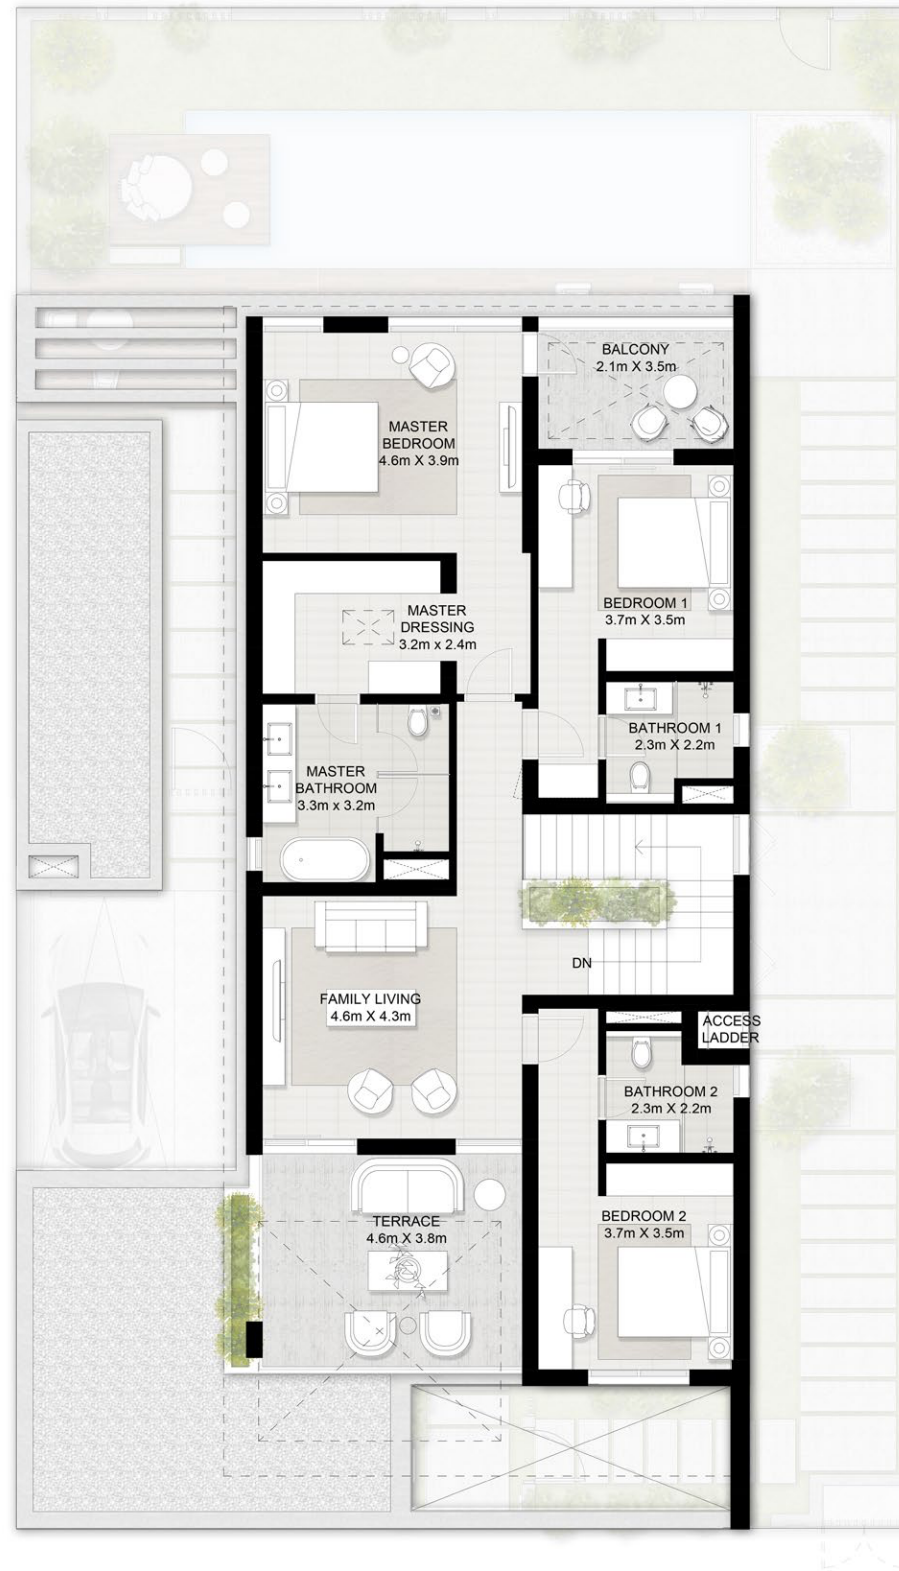 BALCONY
2.1m X 3.5m
MASTER
BEDROOM
4.6m X 3.9m
BEDROOM 1
3.7m X 3.5m
MASTER
DRESSING
3.2m x 2.4m
BATHROOM 1
2.3m X 2.2m
MASTER
BATHROOM
3.3m x 3.2m
DN
FAMILY LIVING
4.6m X 4.3m
ACCESS
LADDER
BATHROOM 2
2.3m X 2.2m
TERRACE
4.6m X 3.8m
BEDROOM 2
3.7m X 3.5m